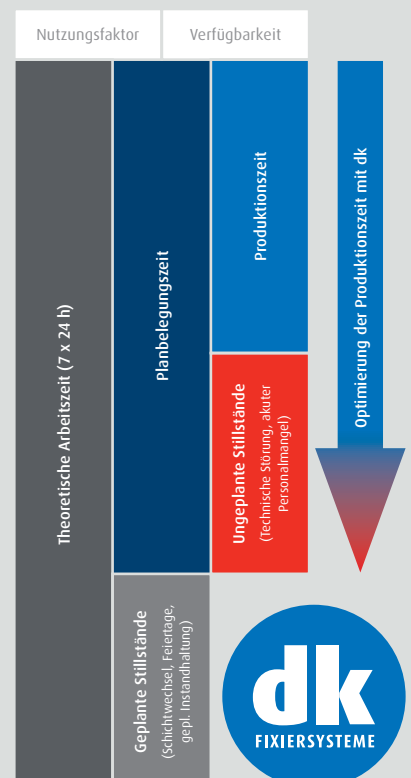 Nutzungsfaktor
Verfügbarkeit
Theoretische Arbeitszeit (7 x 24 h)
Planbelegungszeit
Produktionszeit
Optimierung der Produktionszeit mit dk
Ungeplante Stillstände
(Technische Störung, akuter
Personalmangel)
Geplante Stillstände
(Schichtwechsel, Feiertage,
gepl. Instandhaltung)
dk
FIXIERSYSTEME